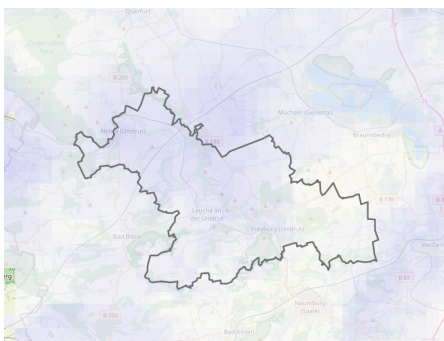 Querfurt
Ziegelrodaer
Forst
B 250
Mücheln (Geiseltal)
Braunsbedra
Nebra (Unstrut)
B 180
B 176
Laucha an
der Unstrut
Freyburg (Unstrut)
Bad Bibra
B 87
Naumburg
(Saale)
B 250
Bad Kösen